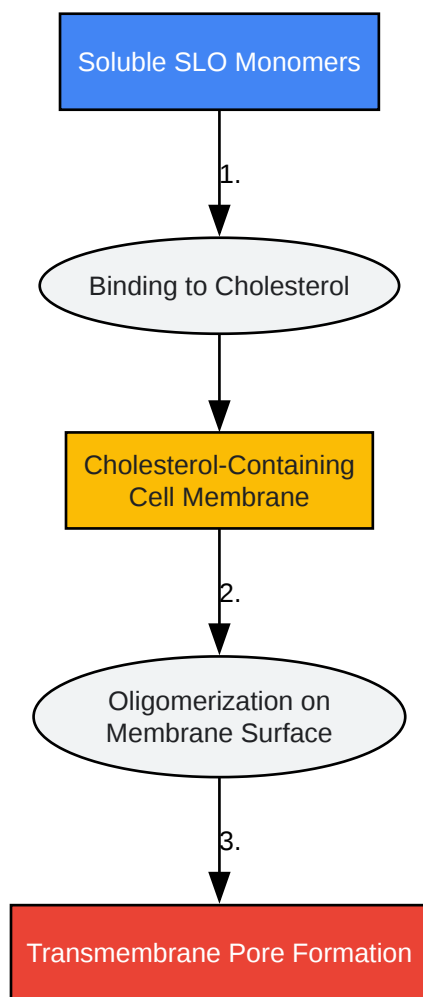 Soluble SLO Monomers
1.
Binding to Cholesterol
Cholesterol-Containing
Cell Membrane
2.
Oligomerization on
Membrane Surface
3.
Transmembrane Pore Formation